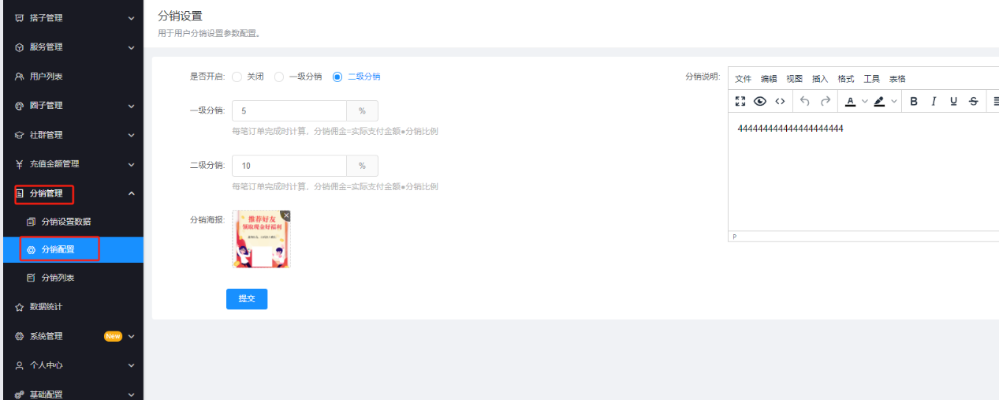 搭子管理
服务管理
用户列表
圈子管理
社群管理
充值金额管理
分销管理
分销设置数据
分销配置
分销列表
数据统计
系统管理 New
个人中心
基础配置
分销设置
用于用户分销设置参数配置。
是否开启: 关闭 一级分销 二级分销
一级分销: 5 %
每笔订单完成时计算，分销佣金=实际支付金额●分销比例
二级分销: 10 %
每笔订单完成时计算，分销佣金=实际支付金额●分销比例
分销海报:
推荐好友
领取现金好福利
提交
分销说明:
文件 编辑 视图 插入 格式 工具 表格
A B I U S
444444444444444444444
P